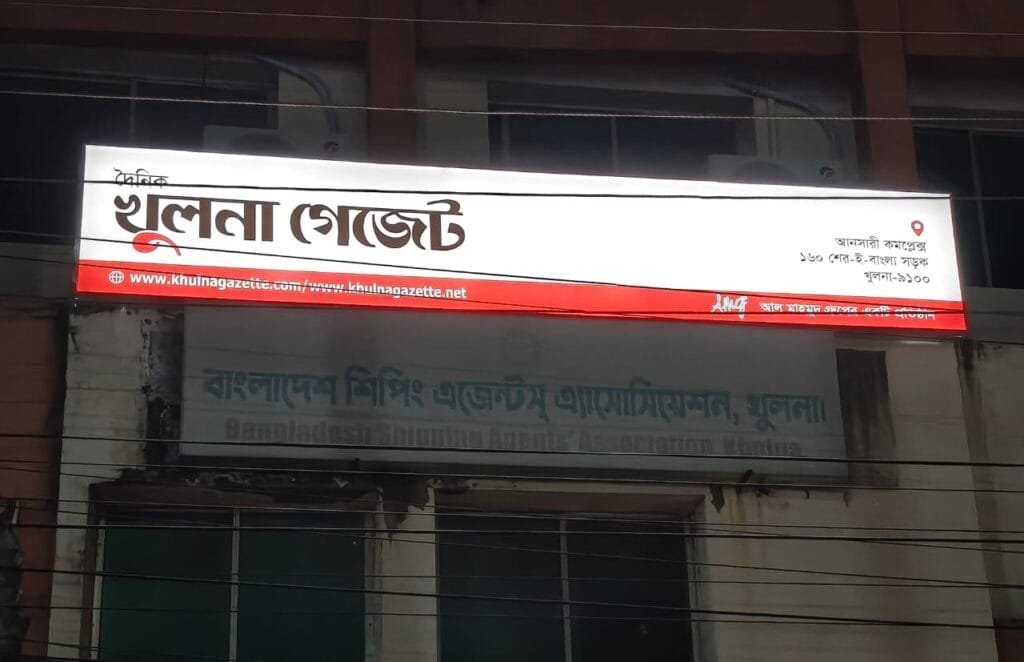 দৈনিক
খুলনা গেজেট
আনসারী কমপ্লেক্স
১৬০ শের-ই-বাংলা সড়ক
খুলনা-৯১০০
www.khulnagazette.com/www.khulnagazette.net
আল মাহমুদ গ্রুপের একটি প্রতিষ্ঠান
বাংলাদেশ শিপিং এজেন্টস্ এ্যাসোসিয়েশন, খুলনা।
Bangladesh Shipping Agents' Association, Khulna